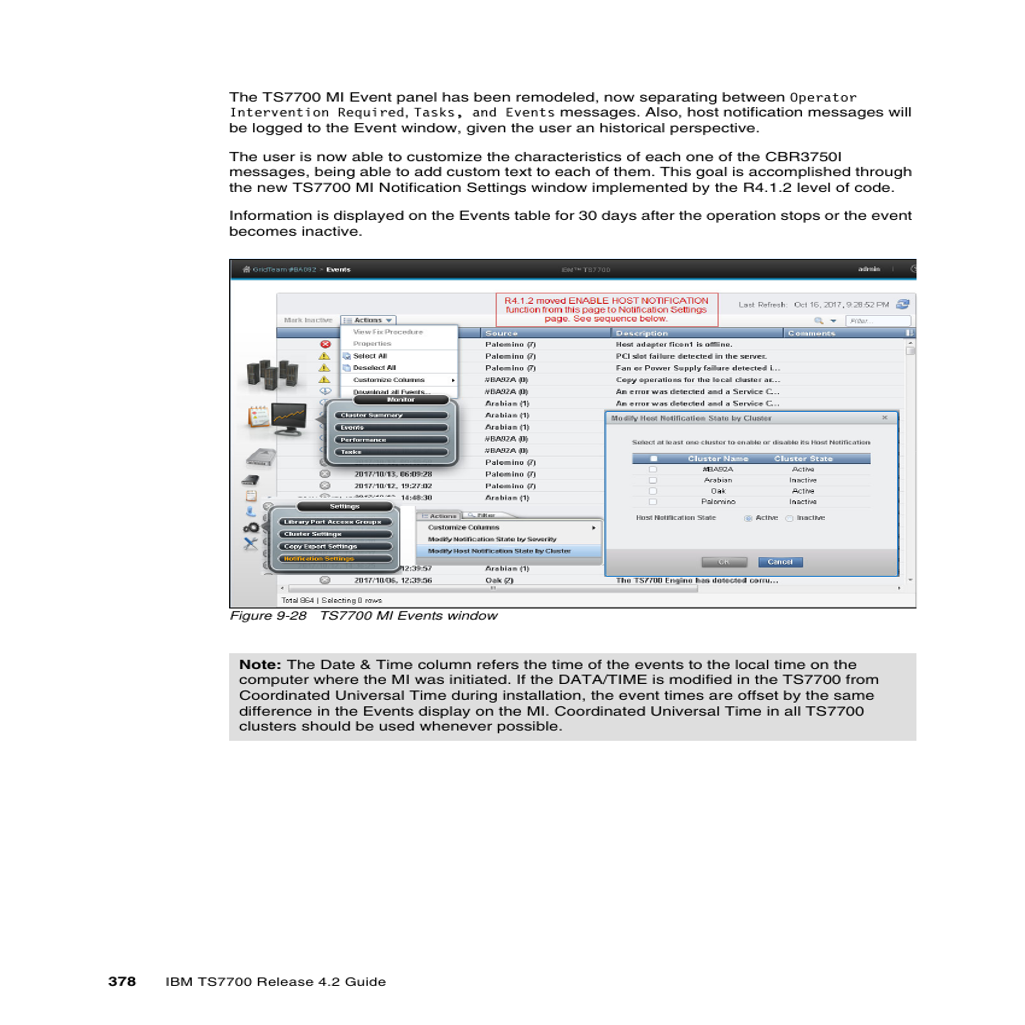 The TS7700 MI Event panel has been remodeled, now separating between Operator
Intervention Required, Tasks, and Events messages. Also, host notification messages will
be logged to the Event window, given the user an historical perspective.
The user is now able to customize the characteristics of each one of the CBR3750I
messages, being able to add custom text to each of them. This goal is accomplished through
the new TS7700 MI Notification Settings window implemented by the R4.1.2 level of code.
Information is displayed on the Events table for 30 days after the operation stops or the event
becomes inactive.
GridTeam #BA092 › Events
IBM™ TS7700
admin
R4.1.2 moved ENABLE HOST NOTIFICATION
function from this page to Notification Settings
page. See sequence below.
Last Refresh: Oct 16, 2017, 9:28:52 PM
Mark Inactive
Actions
Filter...
Source Description Comments
View Fix Procedure
Properties
Select All
Deselect All
Customize Columns
Download all Events...
Palomino (7) Host adapter ficon1 is offline.
Palomino (7) PCI slot failure detected in the server.
Palomino (7) Fan or Power Supply failure detected i...
#BA92A (0) Copy operations for the local cluster ar...
#BA92A (0) An error was detected and a Service C...
Arabian (1) An error was detected and a Service C...
Arabian (1)
Arabian (1)
#BA92A (0)
#BA92A (0)
Palomino (7)
2017/10/13, 06:09:28 Palomino (7)
2017/10/12, 19:27:02 Palomino (7)
14:48:30 Arabian (1)
Monitor
Cluster Summary
Events
Performance
Tasks
Modify Host Notification State by Cluster
Select at least one cluster to enable or disable its Host Notification
Cluster Name Cluster State
#BA92A Active
Arabian Inactive
Oak Active
Palomino Inactive
Host Notification State Active Inactive
OK Cancel
Settings
Library Port Access Groups
Cluster Settings
Copy Export Settings
Notification Settings
Actions Filter
Customize Columns
Modify Notification State by Severity
Modify Host Notification State by Cluster
12:39:57 Arabian (1)
2017/10/06, 12:39:56 Oak (2) The TS7700 Engine has detected corru...
Total 864 | Selecting 0 rows
Figure 9-28 TS7700 MI Events window
Note: The Date & Time column refers the time of the events to the local time on the
computer where the MI was initiated. If the DATA/TIME is modified in the TS7700 from
Coordinated Universal Time during installation, the event times are offset by the same
difference in the Events display on the MI. Coordinated Universal Time in all TS7700
clusters should be used whenever possible.
378 IBM TS7700 Release 4.2 Guide